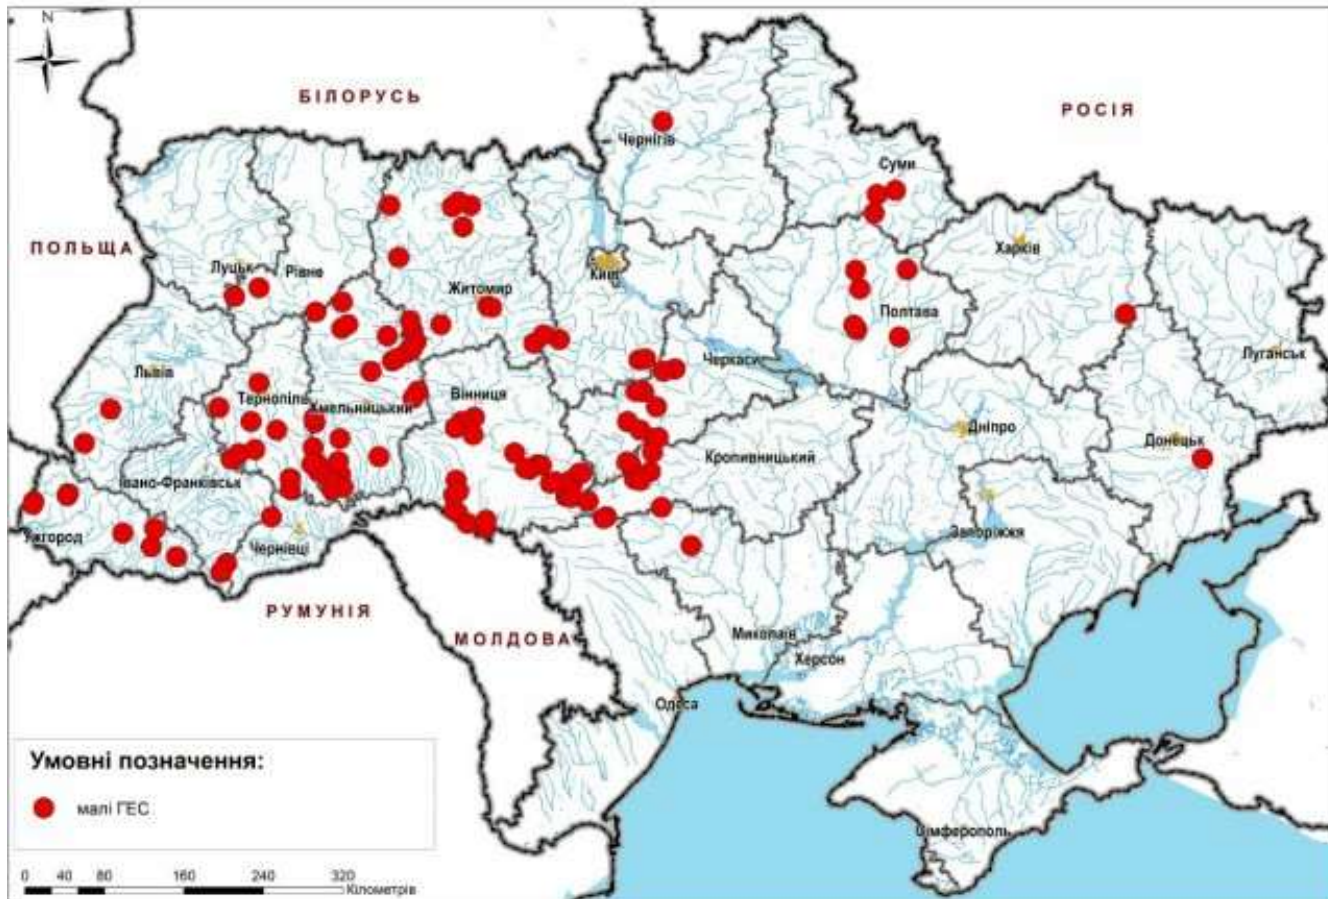 N
БІЛОРУСЬ
РОСІЯ
Чернігів
Суми
ПОЛЬЩА
Луцьк
Рівне
Київ
Харків
Житомир
Полтава
Львів
Черкаси
Луганськ
Тернопіль
Хмельницький
Вінниця
Дніпро
Донецьк
Кропивницький
Івано-Франківськ
Ужгород
Чернівці
Запоріжжя
РУМУНІЯ
МОЛДОВА
Миколаїв
Херсон
Одеса
Сімферополь
Умовні позначення:
малі ГЕС
0 40 80 160 240 320
Кілометрів